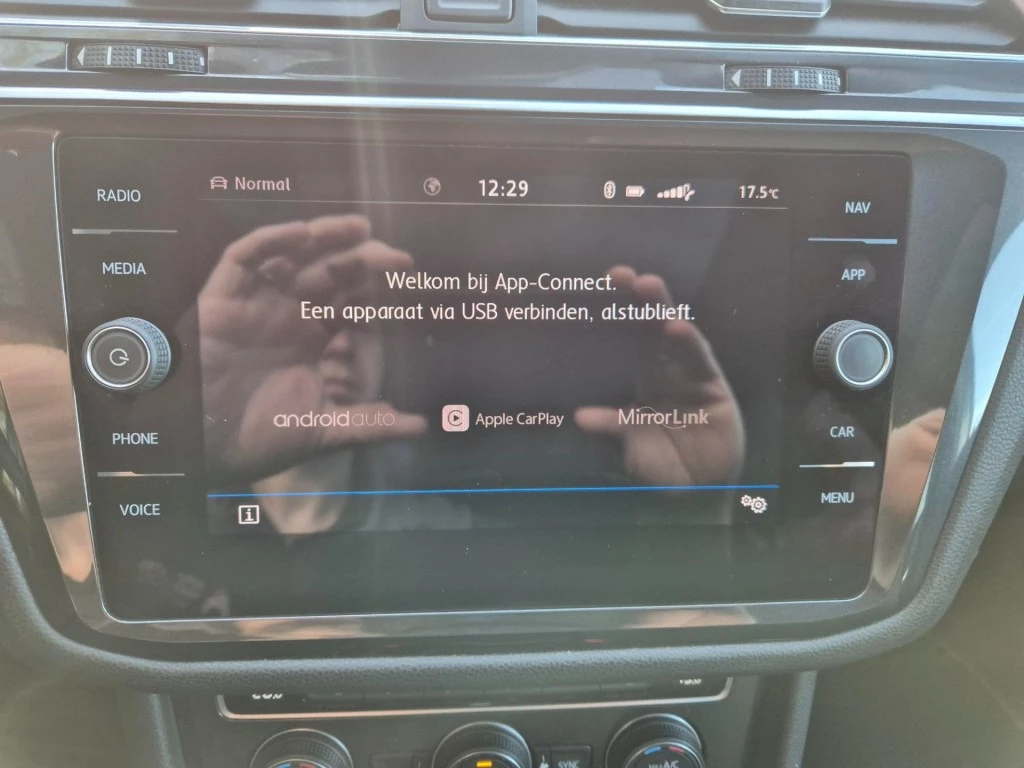 RADIO
MEDIA
PHONE
VOICE
Normal
12:29
17.5°C
Welkom bij App-Connect.
Een apparaat via USB verbinden, alstublieft.
androidauto
Apple CarPlay
MirrorLink
i
NAV
APP
CAR
MENU
SYNC
A/C